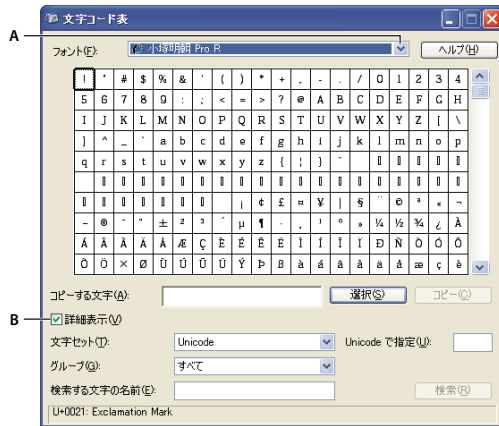 文字コード表
A
フォント(F):
小塚明朝 Pro R
ヘルプ(H)
! " # $ % & ' ( ) * + , - . / 0 1 2 3 4
5 6 7 8 9 : ; < = > ? @ A B C D E F G H
I J K L M N O P Q R S T U V W X Y Z [ \
] ^ _ ` a b c d e f g h i j k l m n o p
q r s t u v w x y z { | } ~
¡ ¢ £ ¤ ¥ ¦ § ¨ © ª « ¬
- ® ¯ ° ± ² ³ ´ µ ¶ · ¸ ¹ º » ¼ ½ ¾ ¿ À
Á Â Ã Ä Å Æ Ç È É Ê Ë Ì Í Î Ï Ð Ñ Ò Ó Ô
Õ Ö × Ø Ù Ú Û Ü Ý Þ ß à á â ã ä å æ ç è
コピーする文字(A):
選択(S)
コピー(C)
B
詳細表示(V)
文字セット(T):
Unicode
Unicode で指定(U):
グループ(G):
すべて
検索する文字の名前(E):
検索(R)
U+0021: Exclamation Mark